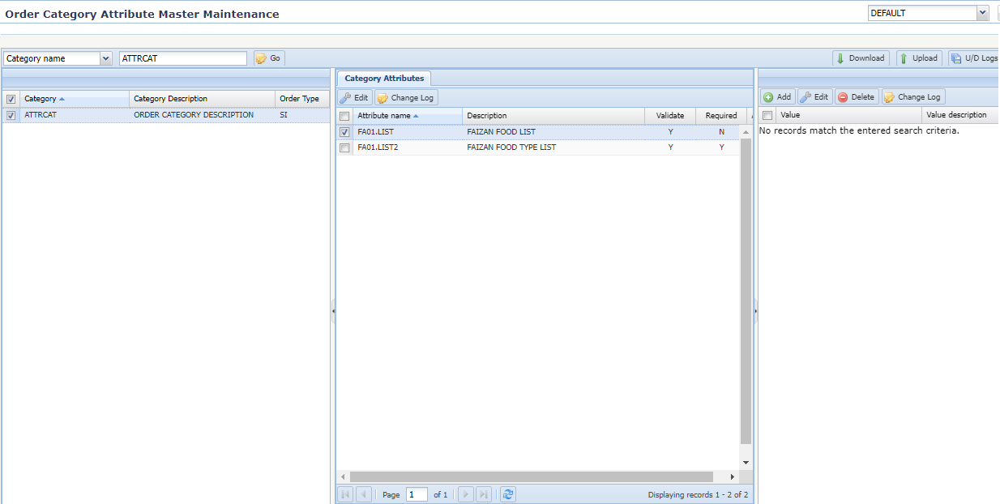 Order Category Attribute Master Maintenance
DEFAULT
Category name
ATTRCAT
Go
Download
Upload
U/D Logs
Category
Category Description
Order Type
ATTRCAT
ORDER CATEGORY DESCRIPTION
SI
Category Attributes
Edit
Change Log
Attribute name
Description
Validate
Required
FA01.LIST
FAIZAN FOOD LIST
Y
N
FA01.LIST2
FAIZAN FOOD TYPE LIST
Y
Y
Page
1
of 1
Displaying records 1 - 2 of 2
Add
Edit
Delete
Change Log
Value
Value description
No records match the entered search criteria.